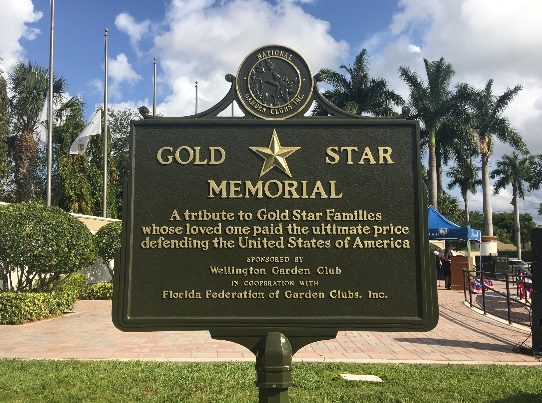 NATIONAL
GARDEN CLUBS INC.
GOLD STAR
MEMORIAL
A tribute to Gold Star Families
whose loved one paid the ultimate price
defending the United States of America
SPONSORED BY
Wellington Garden Club
IN COOPERATION WITH
Florida Federation of Garden Clubs, Inc.